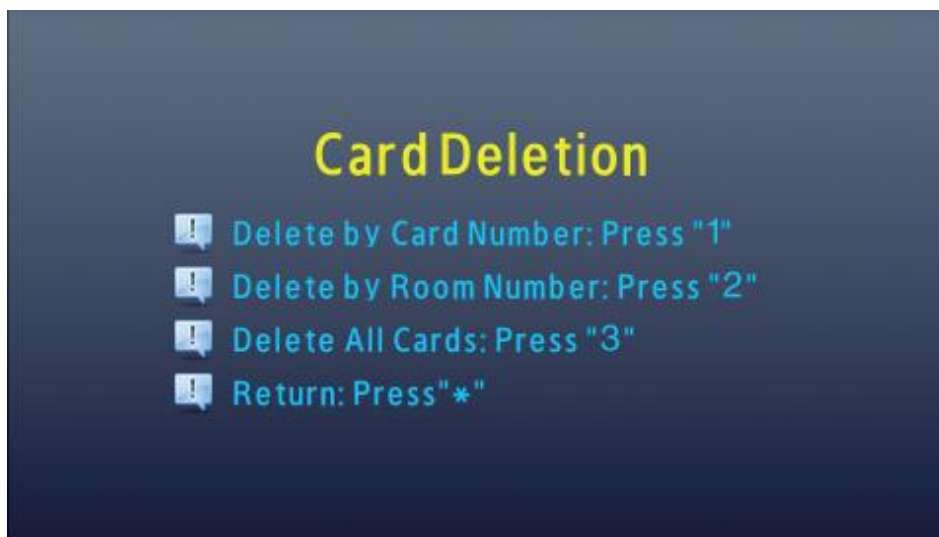 Card Deletion
Delete by Card Number: Press "1"
Delete by Room Number: Press "2"
Delete All Cards: Press "3"
Return: Press"*"